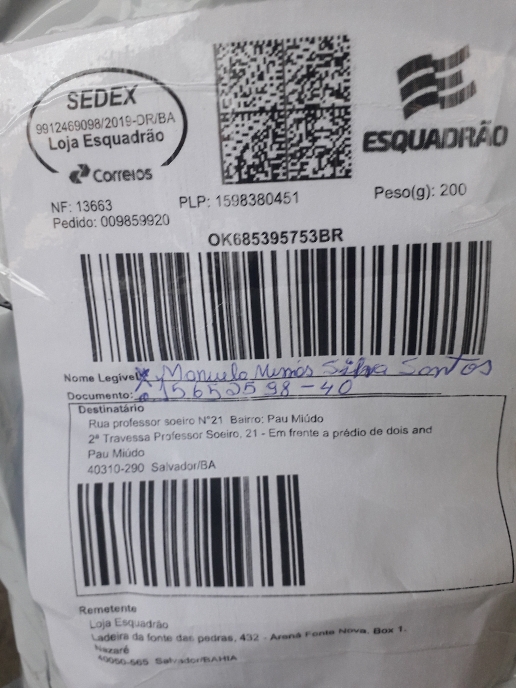 SEDEX
9912469098/2019-DR/BA
Loja Esquadrão
Correios
ESQUADRÃO
NF: 13663
PLP: 1598380451
Peso(g): 200
Pedido: 009859920
OK685395753BR
Nome Legível: Manuela Silva Santos
Documento:
Destinatário
Rua professor soeiro N°21 Bairro: Pau Miúdo
2ª Travessa Professor Soeiro, 21 - Em frente a prédio de dois and
Pau Miúdo
40310-290 Salvador/BA
Remetente
Loja Esquadrão
Ladeira da fonte das pedras, 432 - Arena Fonte Nova, Box 1,
Nazaré
40050-565 Salvador/BAHIA